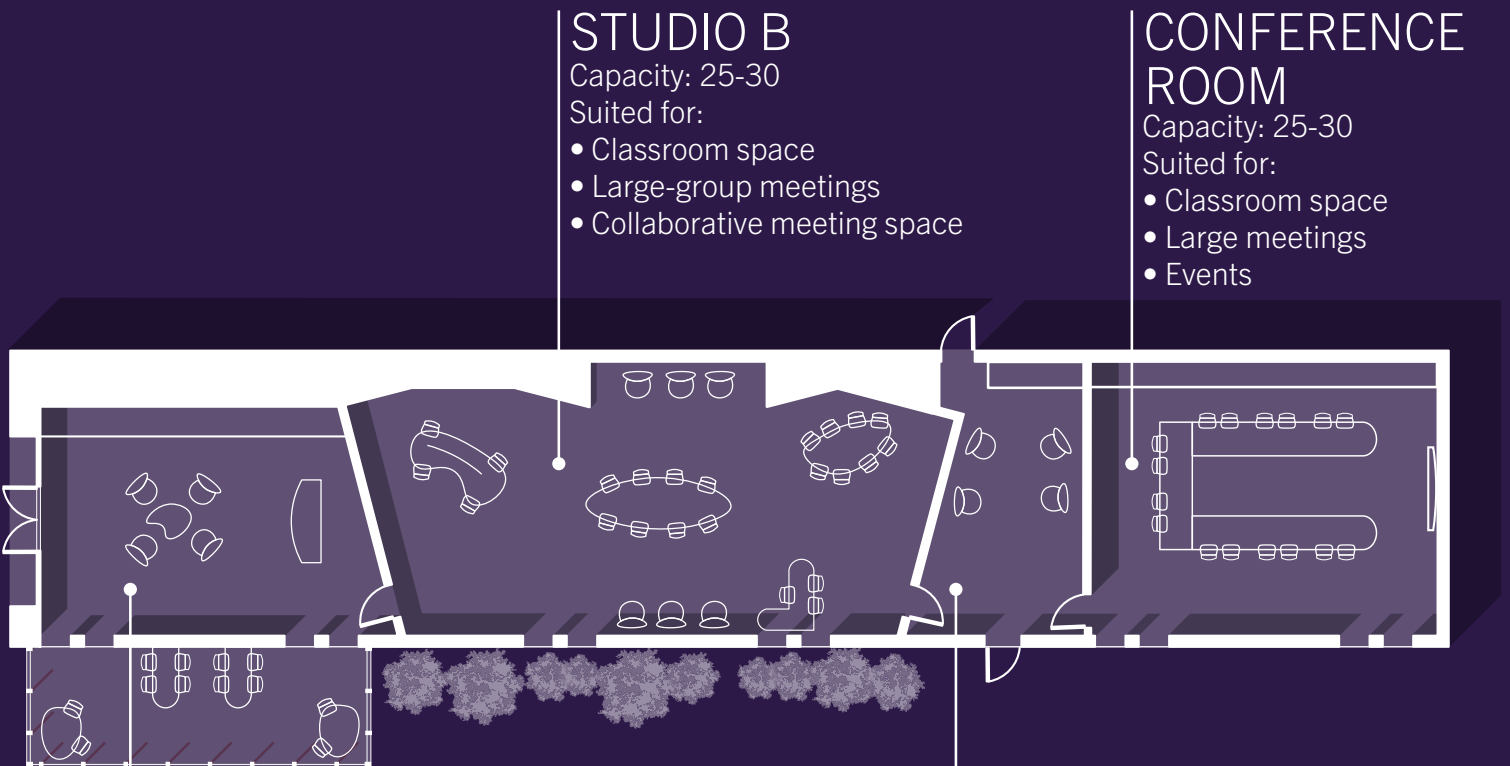 STUDIO B
Capacity: 25-30
Suited for:
• Classroom space
• Large-group meetings
• Collaborative meeting space
CONFERENCE
ROOM
Capacity: 25-30
Suited for:
• Classroom space
• Large meetings
• Events